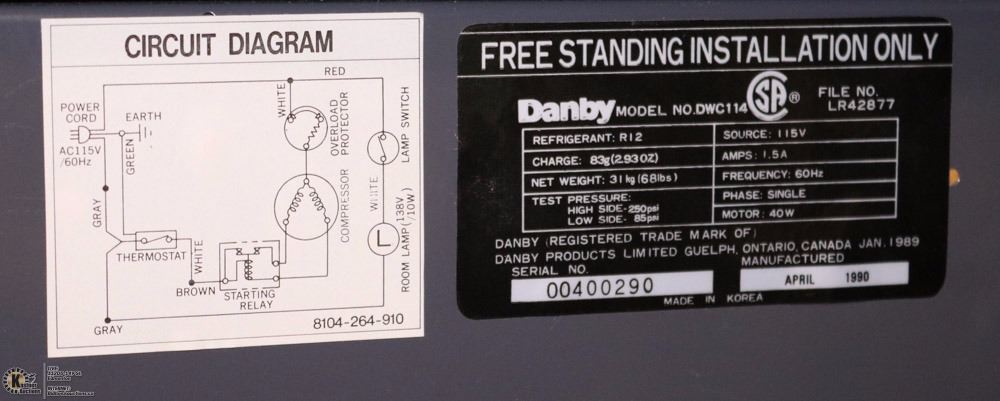 CIRCUIT DIAGRAM
RED
POWER
CORD
EARTH
AC115V
/60Hz
GREEN
WHITE
OVERLOAD
PROTECTOR
LAMP SWITCH
GRAY
COMPRESSOR
WHITE
ROOM LAMP (138V/10W)
L
THERMOSTAT
WHITE
BROWN
STARTING
RELAY
GRAY
8104-264-910
FREE STANDING INSTALLATION ONLY
Danby MODEL NO.DWC114 SA ®
FILE NO.
LR42877
REFRIGERANT: R12
CHARGE: 83g(2.93OZ)
NET WEIGHT: 31kg(68lbs)
TEST PRESSURE:
HIGH SIDE-250psi
LOW SIDE- 85psi
SOURCE: 115V
AMPS: 1.5A
FREQUENCY: 60Hz
PHASE: SINGLE
MOTOR: 40W
DANBY (REGISTERED TRADE MARK OF)
DANBY PRODUCTS LIMITED GUELPH, ONTARIO, CANADA JAN. 1989
SERIAL NO.
00400290
MANUFACTURED
APRIL 1990
MADE IN KOREA